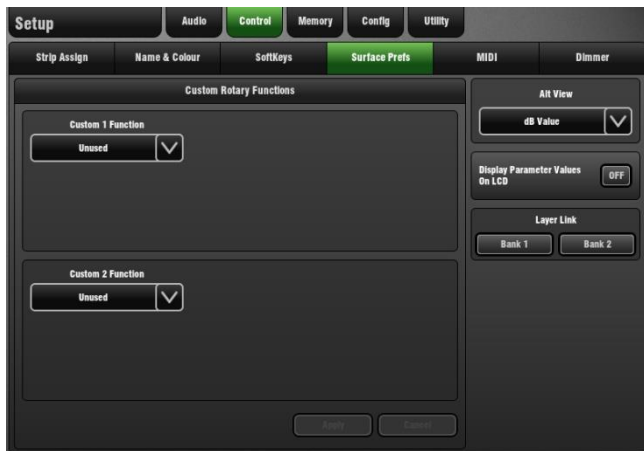 Setup
Audio
Control
Memory
Config
Utility
Strip Assign
Name & Colour
SoftKeys
Surface Prefs
MIDI
Dimmer
Custom Rotary Functions
Custom 1 Function
Unused
Custom 2 Function
Unused
Apply
Cancel
Alt View
dB Value
Display Parameter Values
On LCD
OFF
Layer Link
Bank 1
Bank 2